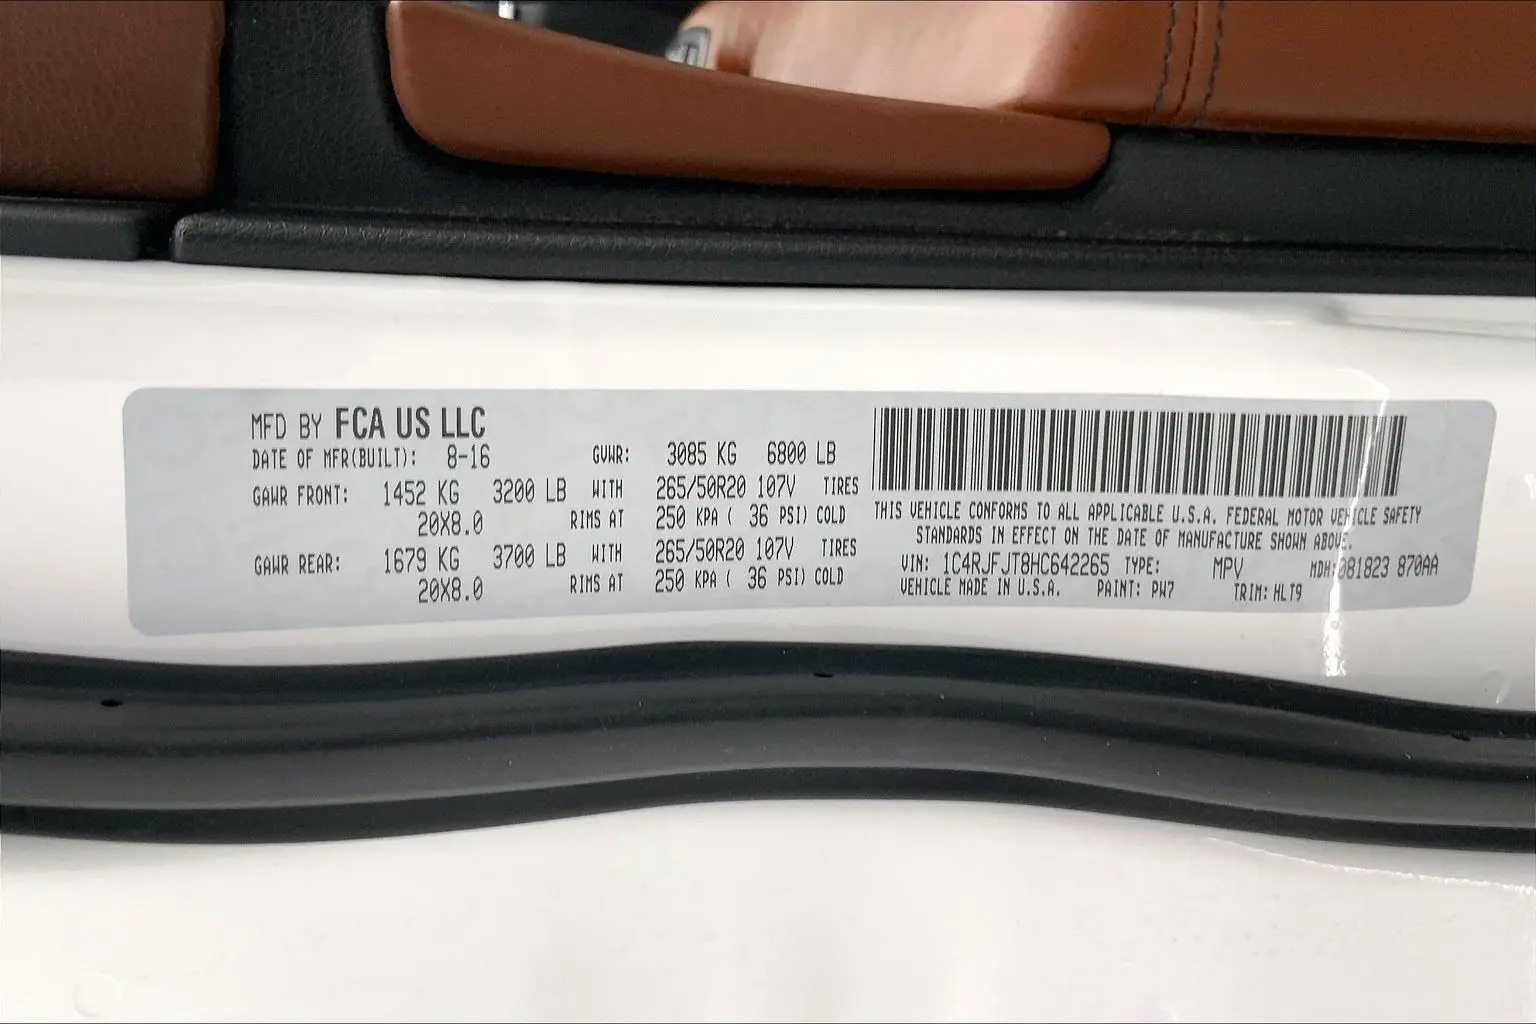 MFD BY FCA US LLC
DATE OF MFR(BUILT): 8-16 GVWR: 3085 KG 6800 LB
GAWR FRONT: 1452 KG 3200 LB WITH 265/50R20 107V TIRES
20X8.0 RIMS AT 250 KPA ( 36 PSI) COLD
GAWR REAR: 1679 KG 3700 LB WITH 265/50R20 107V TIRES
20X8.0 RIMS AT 250 KPA ( 36 PSI) COLD
THIS VEHICLE CONFORMS TO ALL APPLICABLE U.S.A. FEDERAL MOTOR VEHICLE SAFETY
STANDARDS IN EFFECT ON THE DATE OF MANUFACTURE SHOWN ABOVE.
VIN: 1C4RJFJT8HC642265 TYPE: MPV MDH:081823 870AA
VEHICLE MADE IN U.S.A. PAINT: PW7 TRIM: HLT9